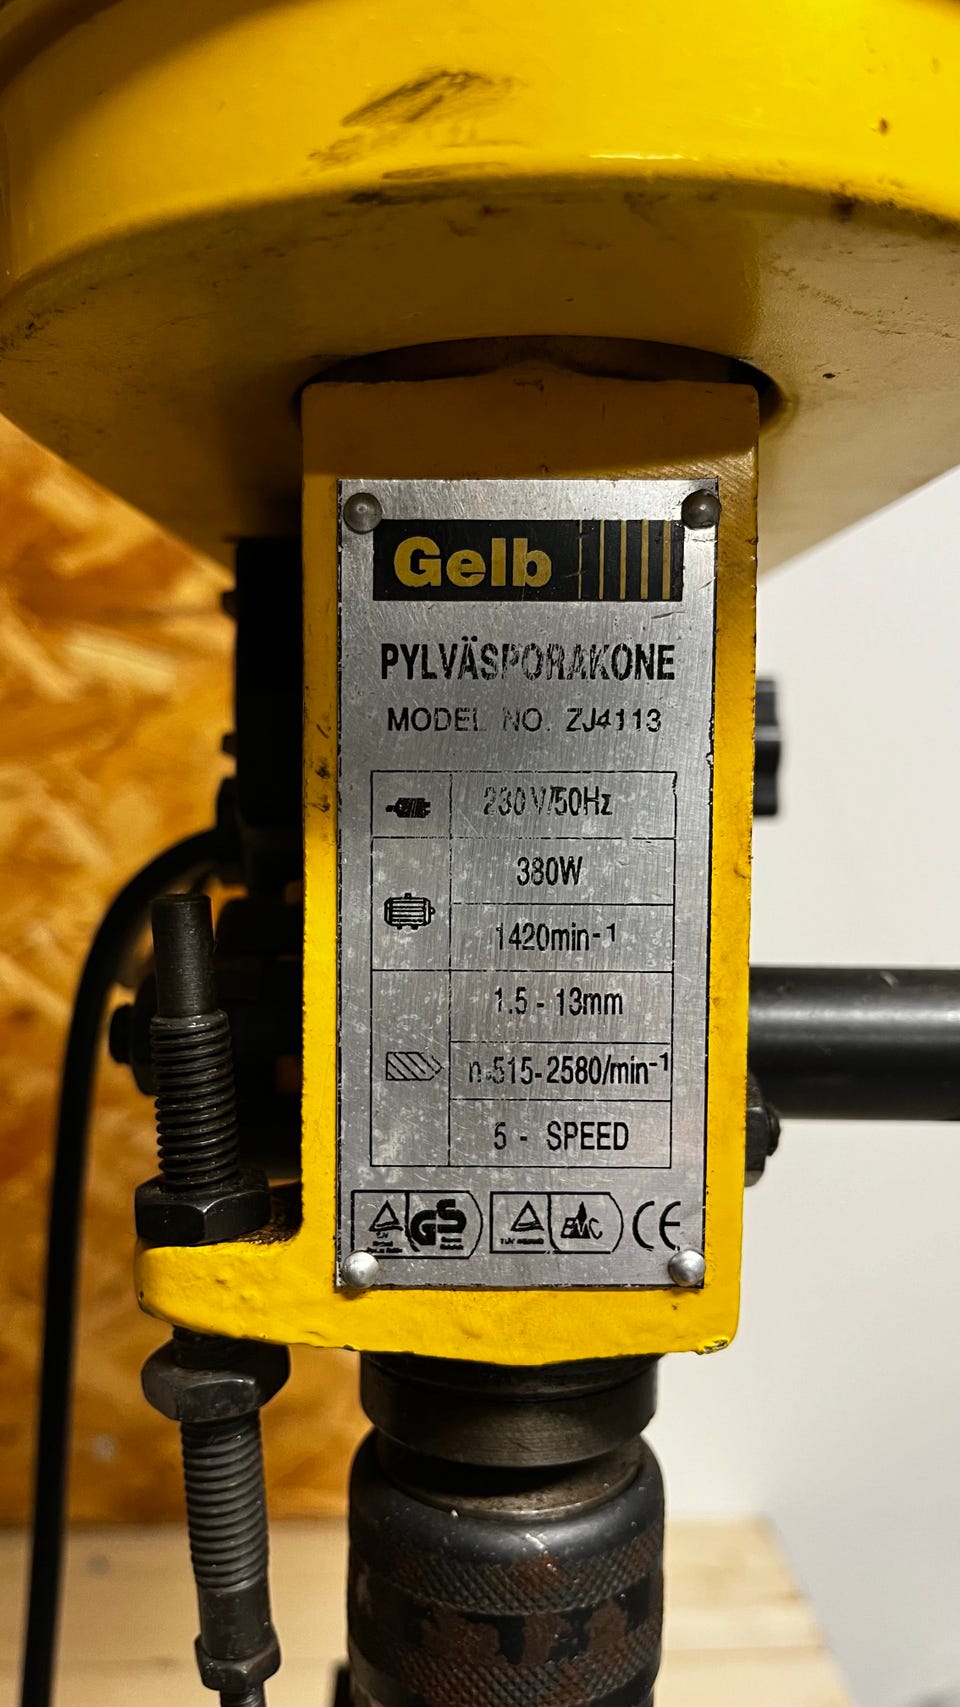 Gelb
PYLVÄSPORAKONE
MODEL NO. ZJ4113
230V/50Hz
380W
1420min-1
1.5 - 13mm
n.515-2580/min-1
5 - SPEED
GS EMC CE